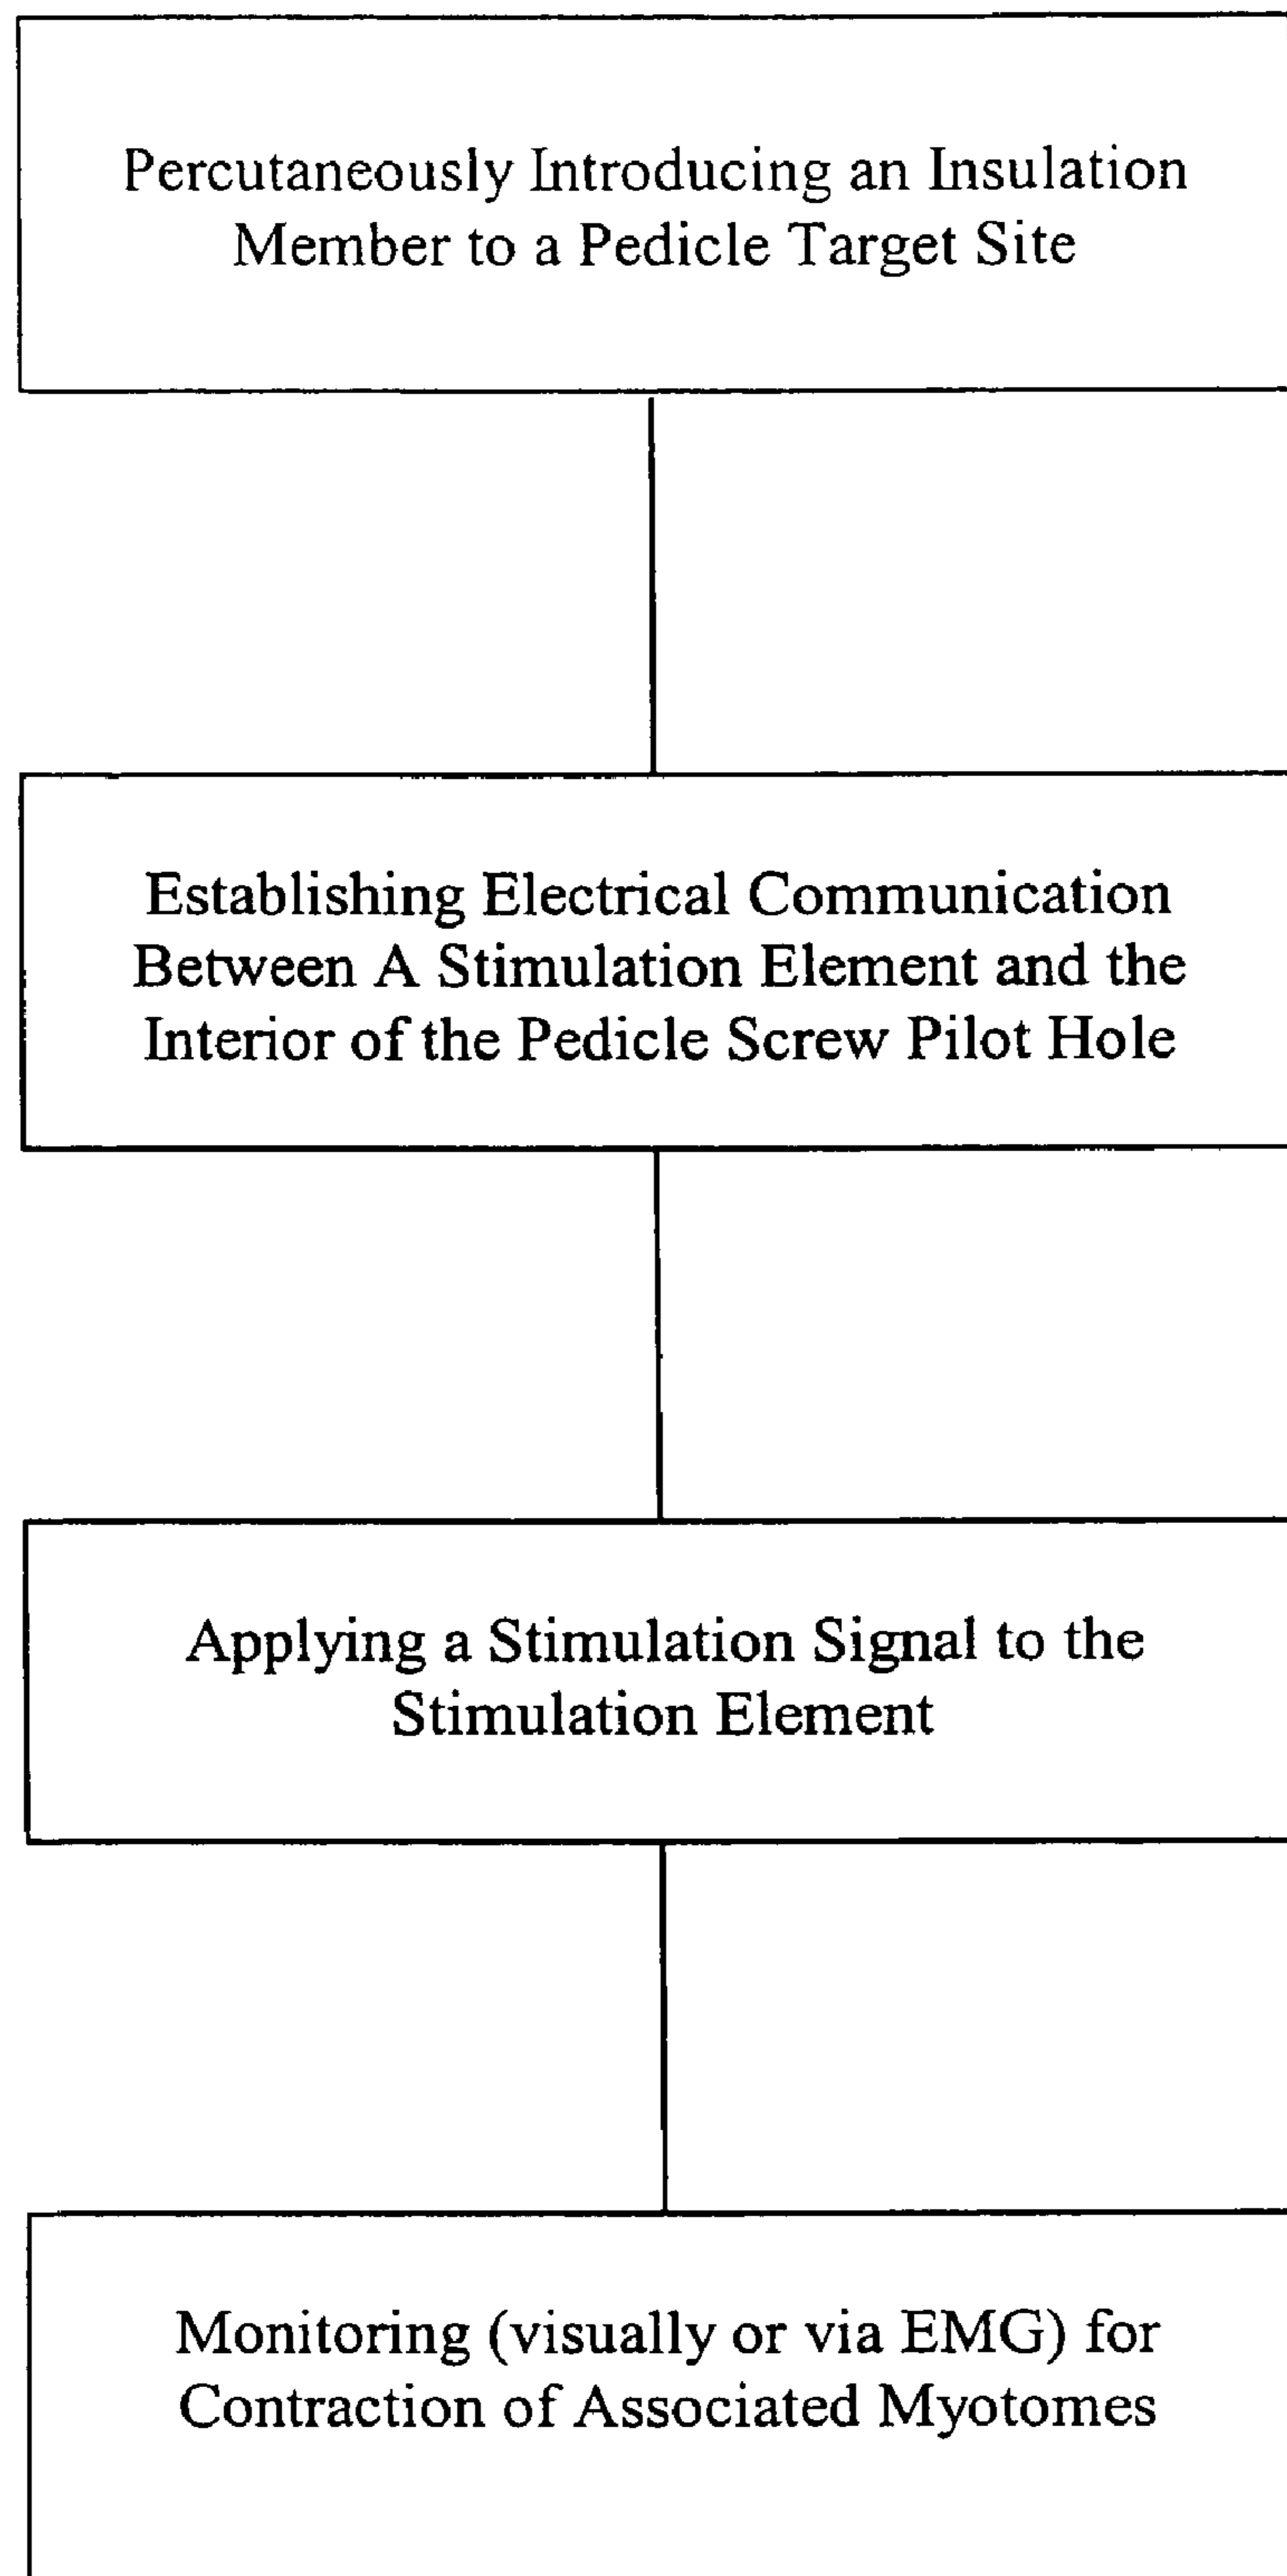 Percutaneously Introducing an Insulation
Member to a Pedicle Target Site
Establishing Electrical Communication
Between A Stimulation Element and the
Interior of the Pedicle Screw Pilot Hole
Applying a Stimulation Signal to the
Stimulation Element
Monitoring (visually or via EMG) for
Contraction of Associated Myotomes